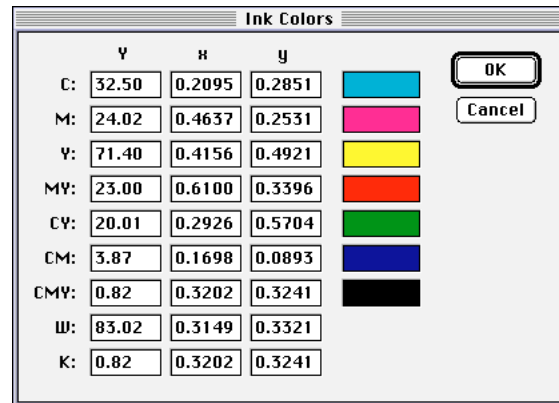 Ink Colors
Y x y
C: 32.50 0.2095 0.2851
M: 24.02 0.4637 0.2531
Y: 71.40 0.4156 0.4921
MY: 23.00 0.6100 0.3396
CY: 20.01 0.2926 0.5704
CM: 3.87 0.1698 0.0893
CMY: 0.82 0.3202 0.3241
W: 83.02 0.3149 0.3321
K: 0.82 0.3202 0.3241
OK
Cancel